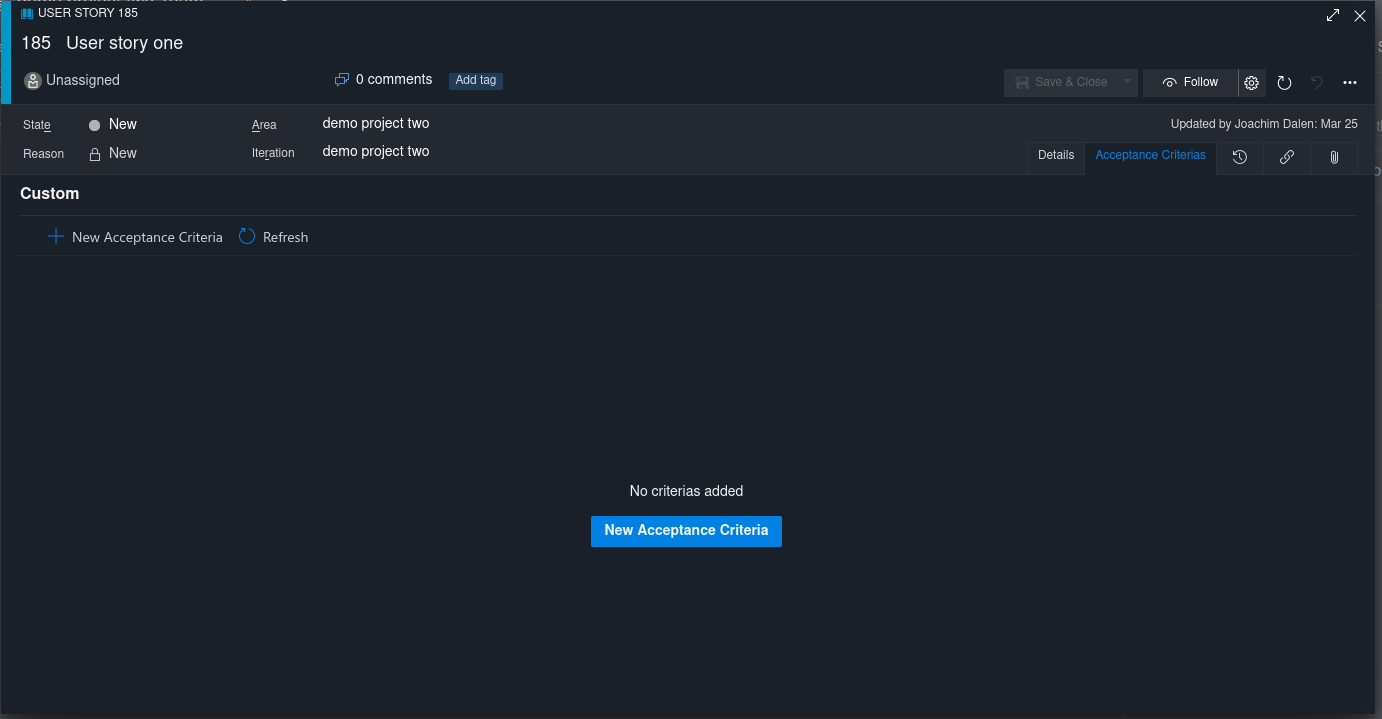 USER STORY 185
185 User story one
Unassigned 0 comments Add tag Save & Close Follow
State New Area demo project two Updated by Joachim Dalen: Mar 25
Reason New Iteration demo project two Details Acceptance Criterias
Custom
New Acceptance Criteria Refresh
No criterias added
New Acceptance Criteria